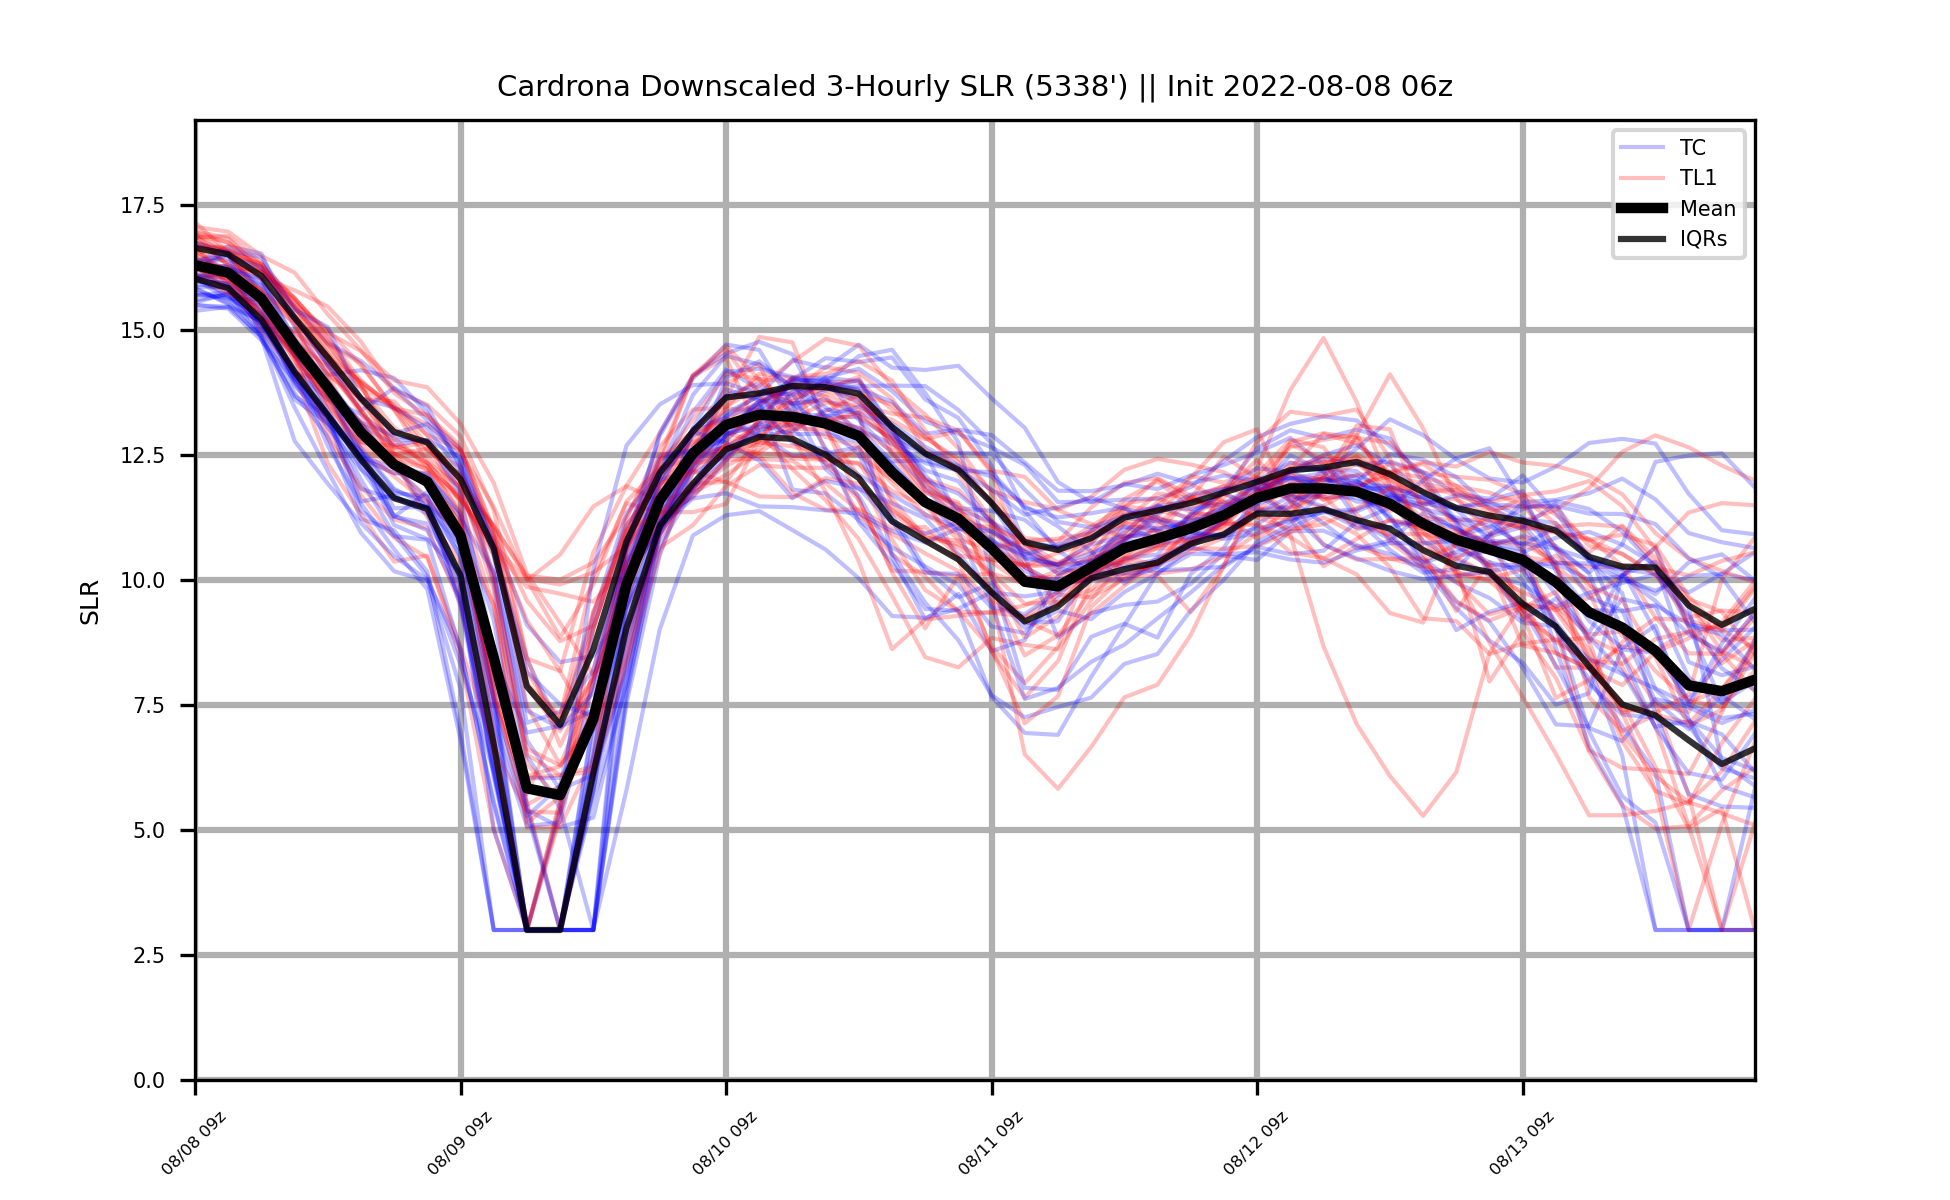 Cardrona Downscaled 3-Hourly SLR (5338') || Init 2022-08-08 06z
TC
TL1
Mean
IQRs
SLR
17.5
15.0
12.5
10.0
7.5
5.0
2.5
0.0
08/08 09z
08/09 09z
08/10 09z
08/11 09z
08/12 09z
08/13 09z